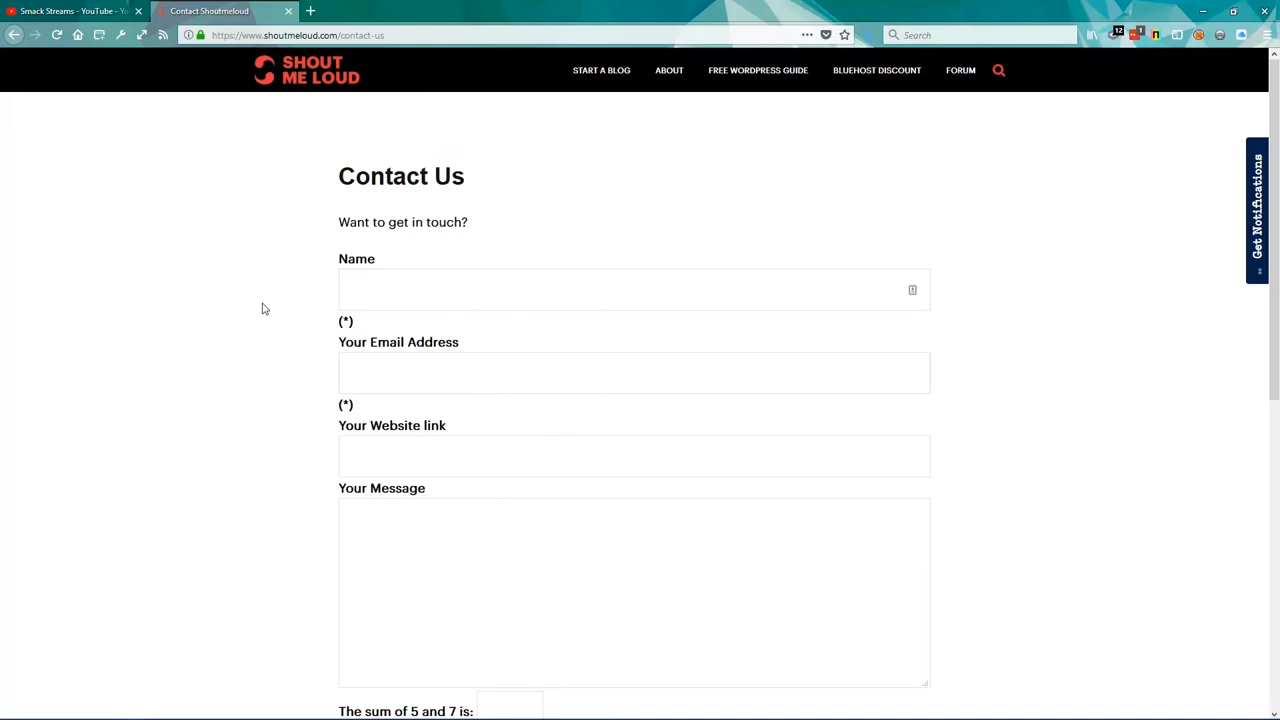 Smack Streams - YouTube - Yo
Contact Shoutmeloud
https://www.shoutmeloud.com/contact-us
Search
12
1
SHOUT
ME LOUD
START A BLOG
ABOUT
FREE WORDPRESS GUIDE
BLUEHOST DISCOUNT
FORUM
Get Notifications
Contact Us
Want to get in touch?
Name
(*)
Your Email Address
(*)
Your Website link
Your Message
The sum of 5 and 7 is: